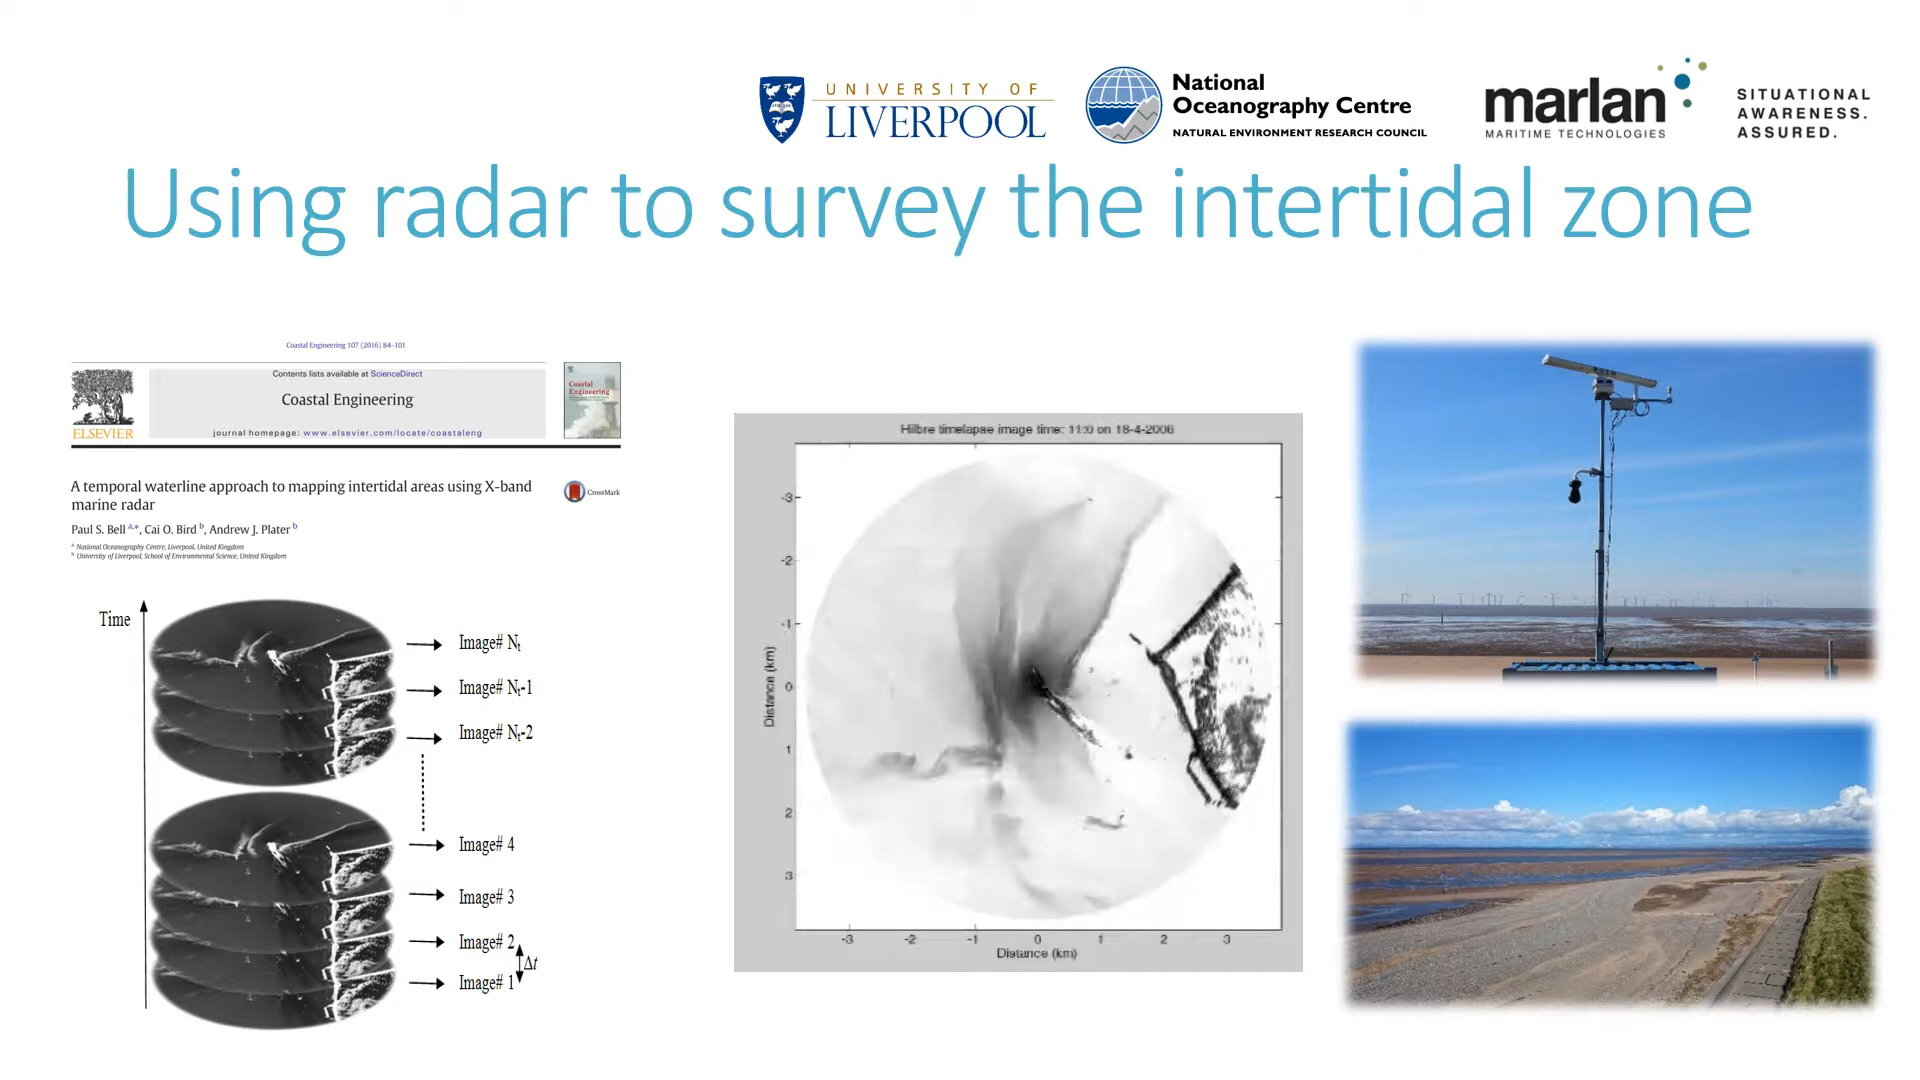 UNIVERSITY OF
LIVERPOOL
National
Oceanography Centre
NATURAL ENVIRONMENT RESEARCH COUNCIL
marlan
MARITIME TECHNOLOGIES
SITUATIONAL
AWARENESS.
ASSURED.
Using radar to survey the intertidal zone
Coastal Engineering 107 (2016) 84–101
Contents lists available at ScienceDirect
Coastal Engineering
journal homepage: www.elsevier.com/locate/coastaleng
ELSEVIER
Coastal
Engineering
A temporal waterline approach to mapping intertidal areas using X-band
marine radar
CrossMark
Paul S. Bell a,*, Cai O. Bird b, Andrew J. Plater b
a National Oceanography Centre, Liverpool, United Kingdom
b University of Liverpool, School of Environmental Science, United Kingdom
Time
Image# Nt
Image# Nt-1
Image# Nt-2
Image# 4
Image# 3
Image# 2
Δt
Image# 1
Hilbre timelapse image time: 11:0 on 18-4-2006
Distance (km)
-3
-2
-1
0
1
2
3
-3 -2 -1 0 1 2 3
Distance (km)